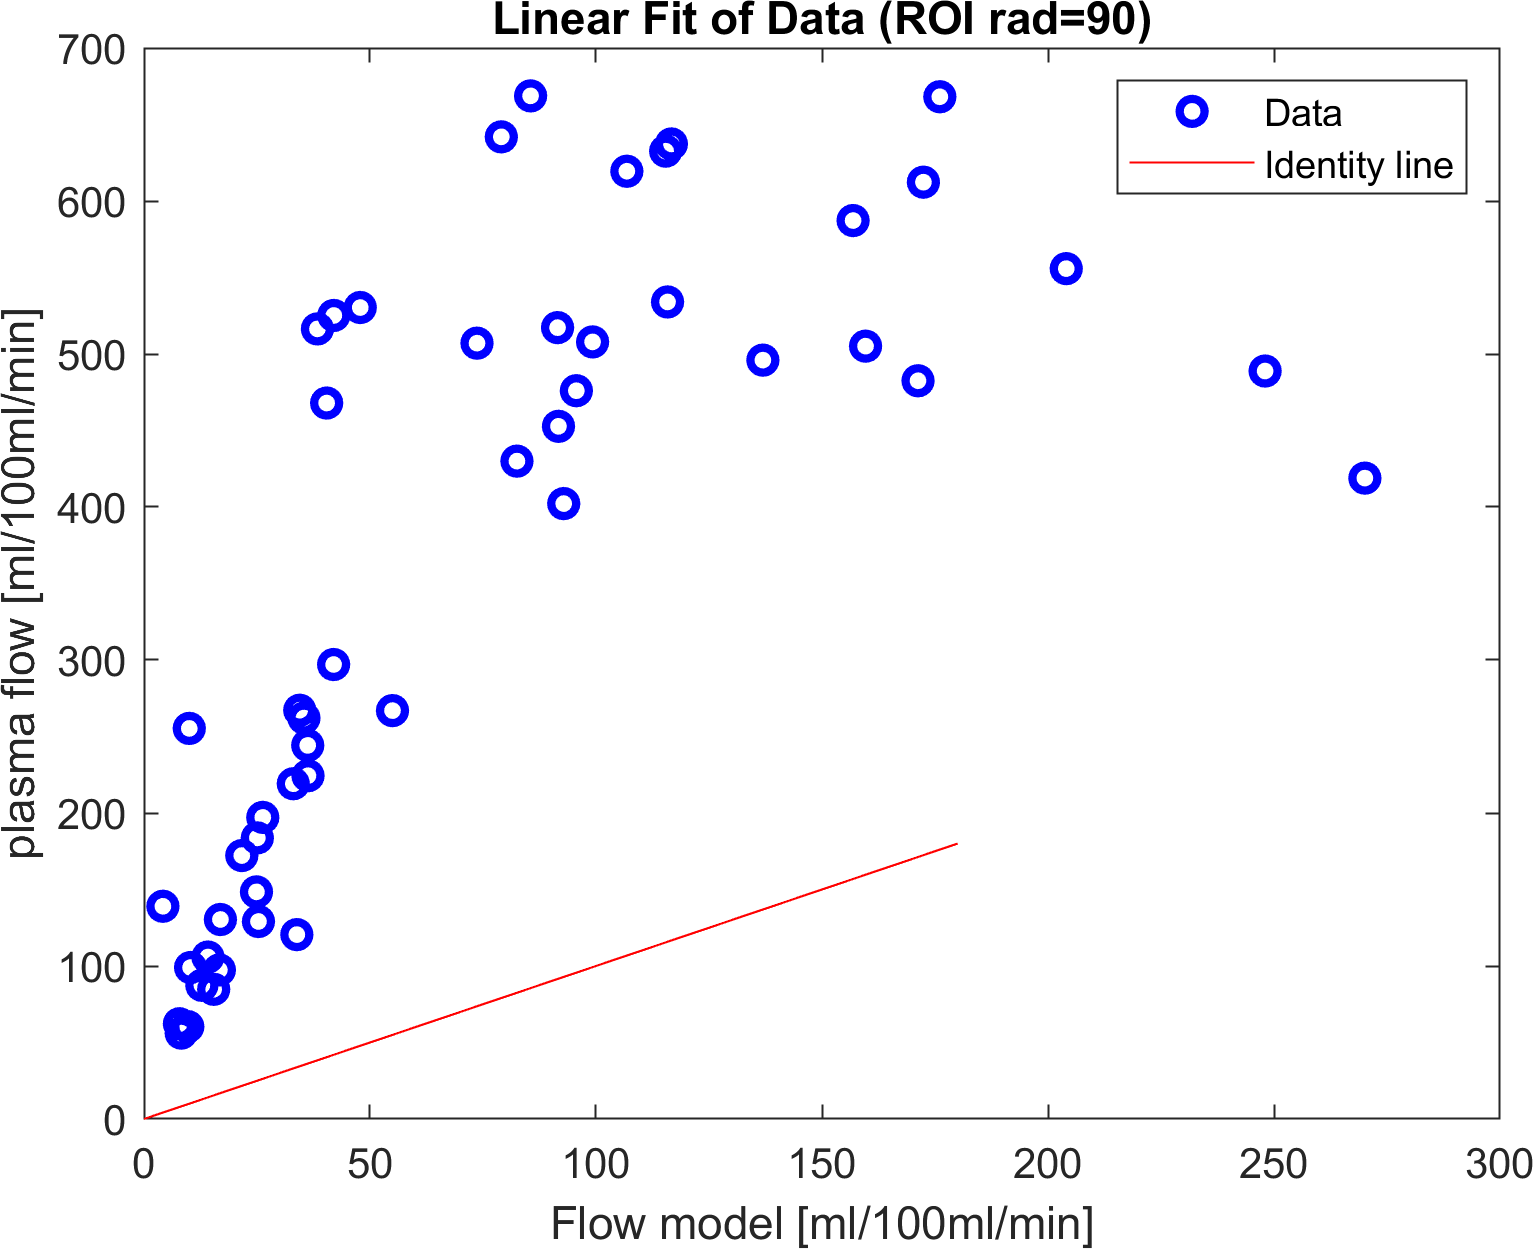 Linear Fit of Data (ROI rad=90)
700
600
500
400
300
200
100
0
plasma flow [ml/100ml/min]
Data
Identity line
0 50 100 150 200 250 300
Flow model [ml/100ml/min]